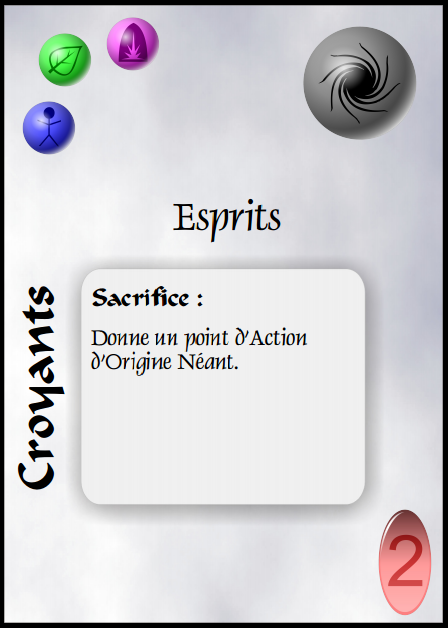 Esprits
Croyants
Sacrifice :
Donne un point d'Action
d'Origine Néant.
2